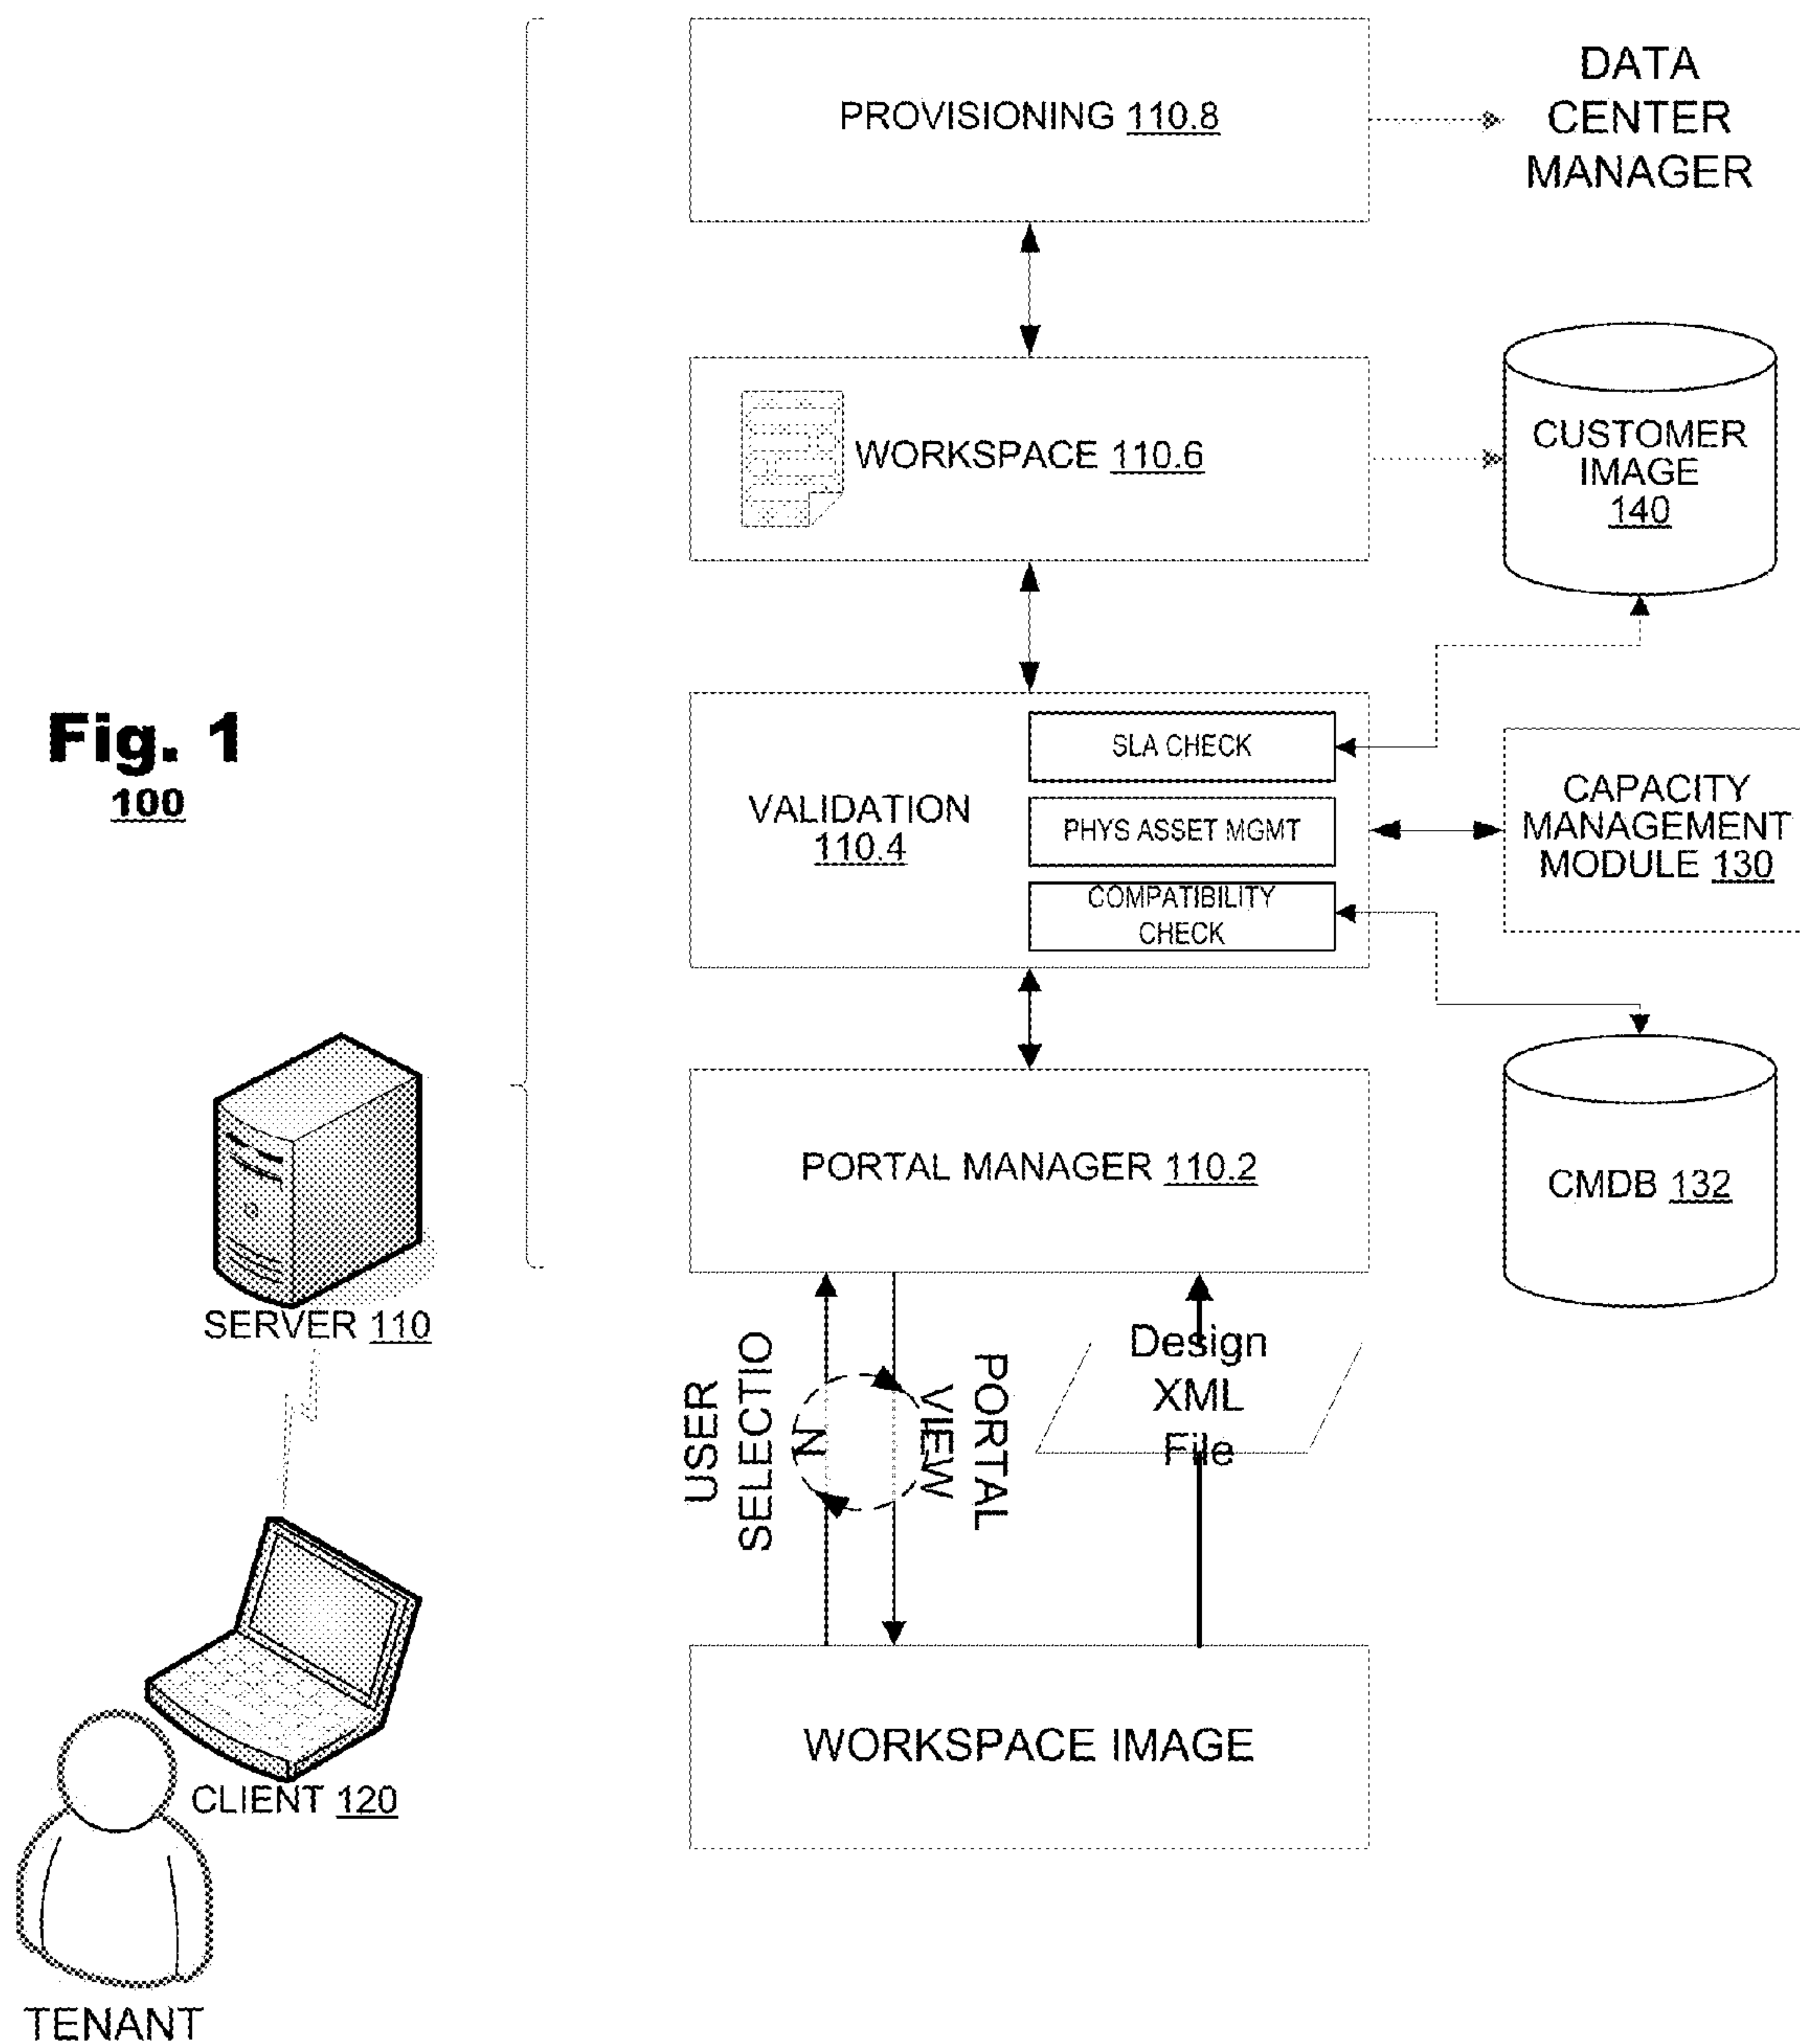 PROVISIONING 110.8
DATA
CENTER
MANAGER
WORKSPACE 110.6
CUSTOMER
IMAGE
140
Fig. 1
100
VALIDATION
110.4
SLA CHECK
PHYS ASSET MGMT
COMPATIBILITY
CHECK
CAPACITY
MANAGEMENT
MODULE 130
PORTAL MANAGER 110.2
CMDB 132
SERVER 110
USER
SELECTIO
N
PORTAL
VIEW
Design
XML
File
CLIENT 120
WORKSPACE IMAGE
TENANT